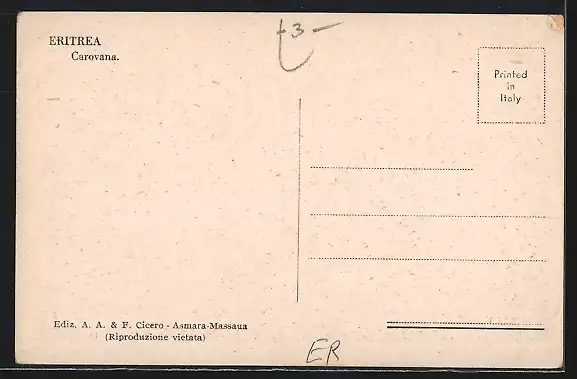 ERITREA
Carovana.
3 —
Printed
in
Italy
Ediz. A. A. & F. Cicero - Asmara-Massaua
(Riproduzione vietata)
ER